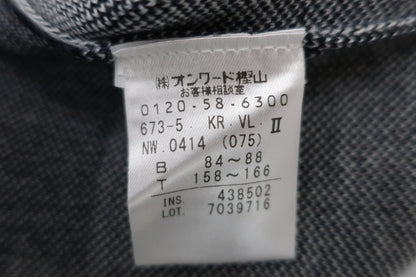 ㈱オンワード樫山
お客様相談室
0120-58-6300
673-5. KR.VL. Ⅱ
NW.0414 (075)
B 84～88
T 158～166
INS. 438502
LOT. 7039716